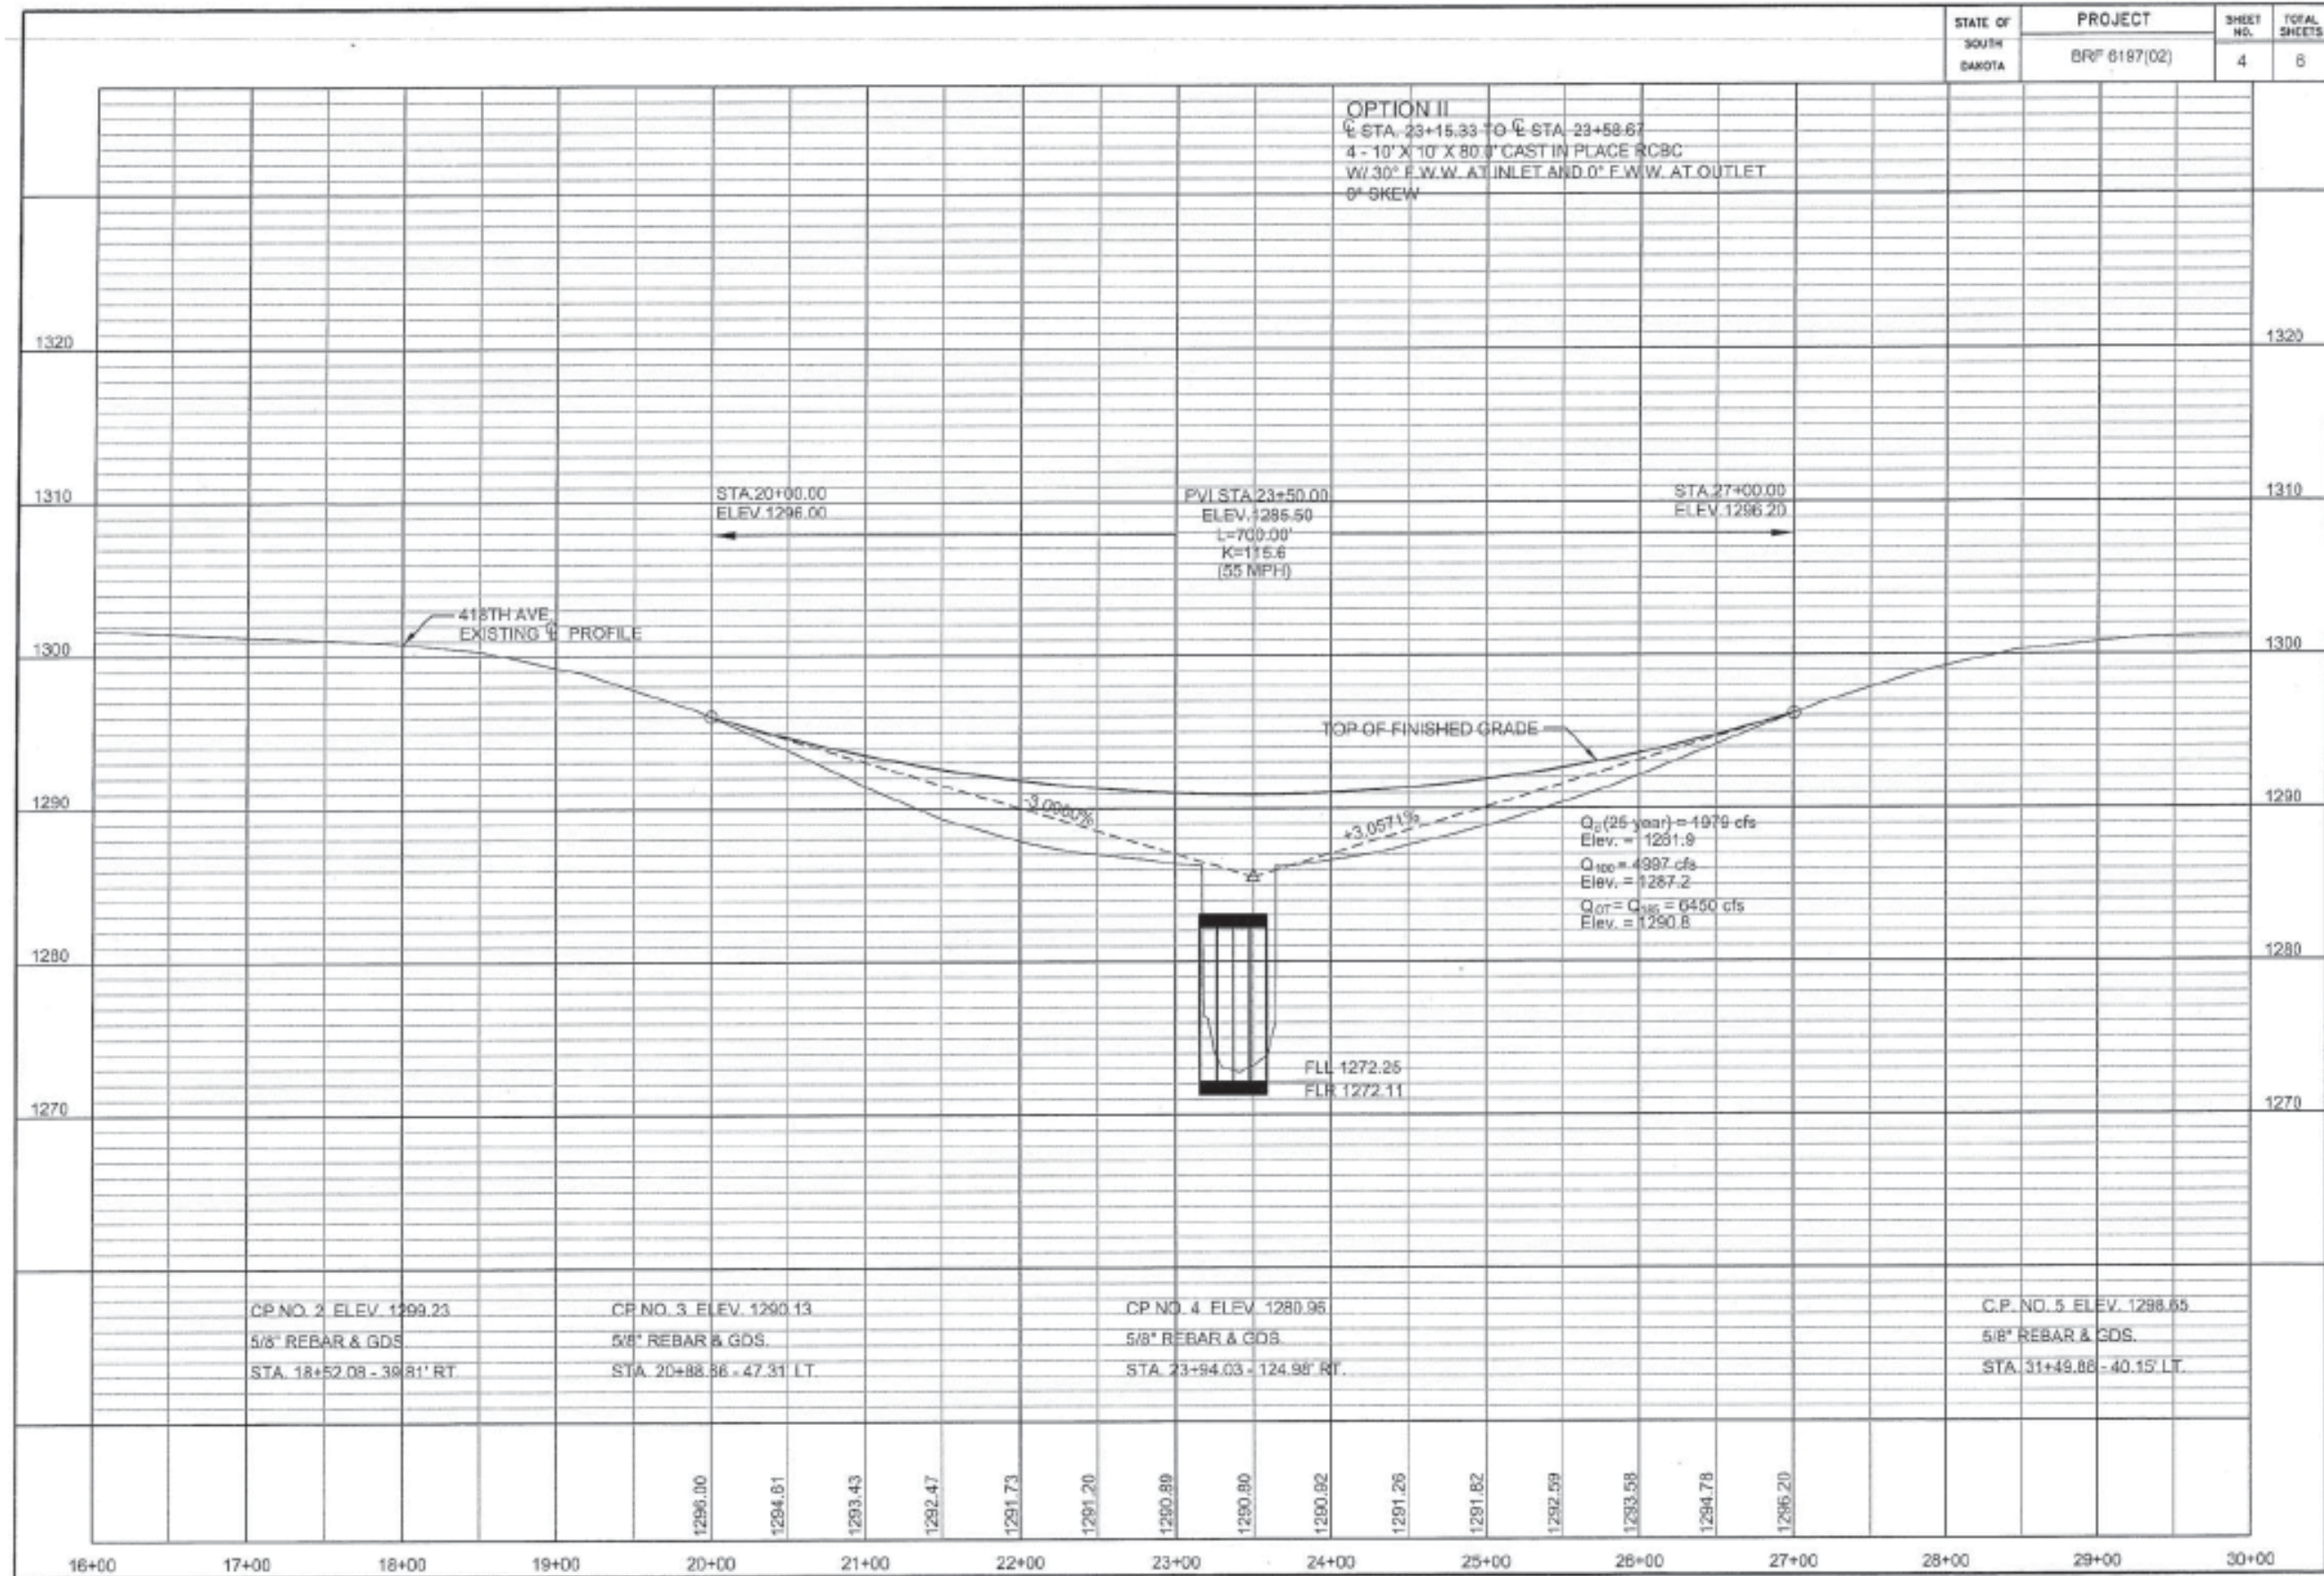 STATE OF
SOUTH
DAKOTA
PROJECT
BRF 6197(02)
SHEET
NO.
4
TOTAL
SHEETS
6
OPTION II
℄ STA. 23+15.33 TO ℄ STA. 23+58.67
4 - 10' X 10' X 80.0' CAST IN PLACE RCBC
W/ 30° F.W.W. AT INLET AND 0° F.W.W. AT OUTLET
0° SKEW
1320
1320
1310
1310
STA.20+00.00
ELEV.1296.00
PVI STA.23+50.00
ELEV.1285.50
L=700.00'
K=115.6
(55 MPH)
STA.27+00.00
ELEV.1296.20
418TH AVE
EXISTING ℄ PROFILE
1300
1300
TOP OF FINISHED GRADE
1290
1290
+3.0571%
(25 year) = 1979 cfs
Elev. = 1281.9
Q100 = 4997 cfs
Elev. = 1287.2
QOT = = 6450 cfs
Elev. = 1290.8
1280
1280
FLL 1272.25
FLR 1272.11
1270
1270
CP NO. 2 ELEV. 1299.23
5/8" REBAR & GDS.
STA. 18+52.08 - 39.81' RT.
CP NO. 3 ELEV. 1290.13
5/8" REBAR & GDS.
STA. - 47.31' LT.
CP NO. 4 ELEV. 1280.96
5/8" REBAR & GDS.
STA. 23+94.03 - 124.98' RT.
C.P. NO. 5 ELEV. 1298.65
5/8" REBAR & GDS.
STA. 31+49.86 - 40.15' LT.
1296.00
1294.61
1293.43
1292.47
1291.73
1291.20
1290.89
1290.80
1290.92
1291.26
1291.82
1292.59
1293.58
1294.78
1296.20
16+00
17+00
18+00
19+00
20+00
21+00
22+00
23+00
24+00
25+00
26+00
27+00
28+00
29+00
30+00